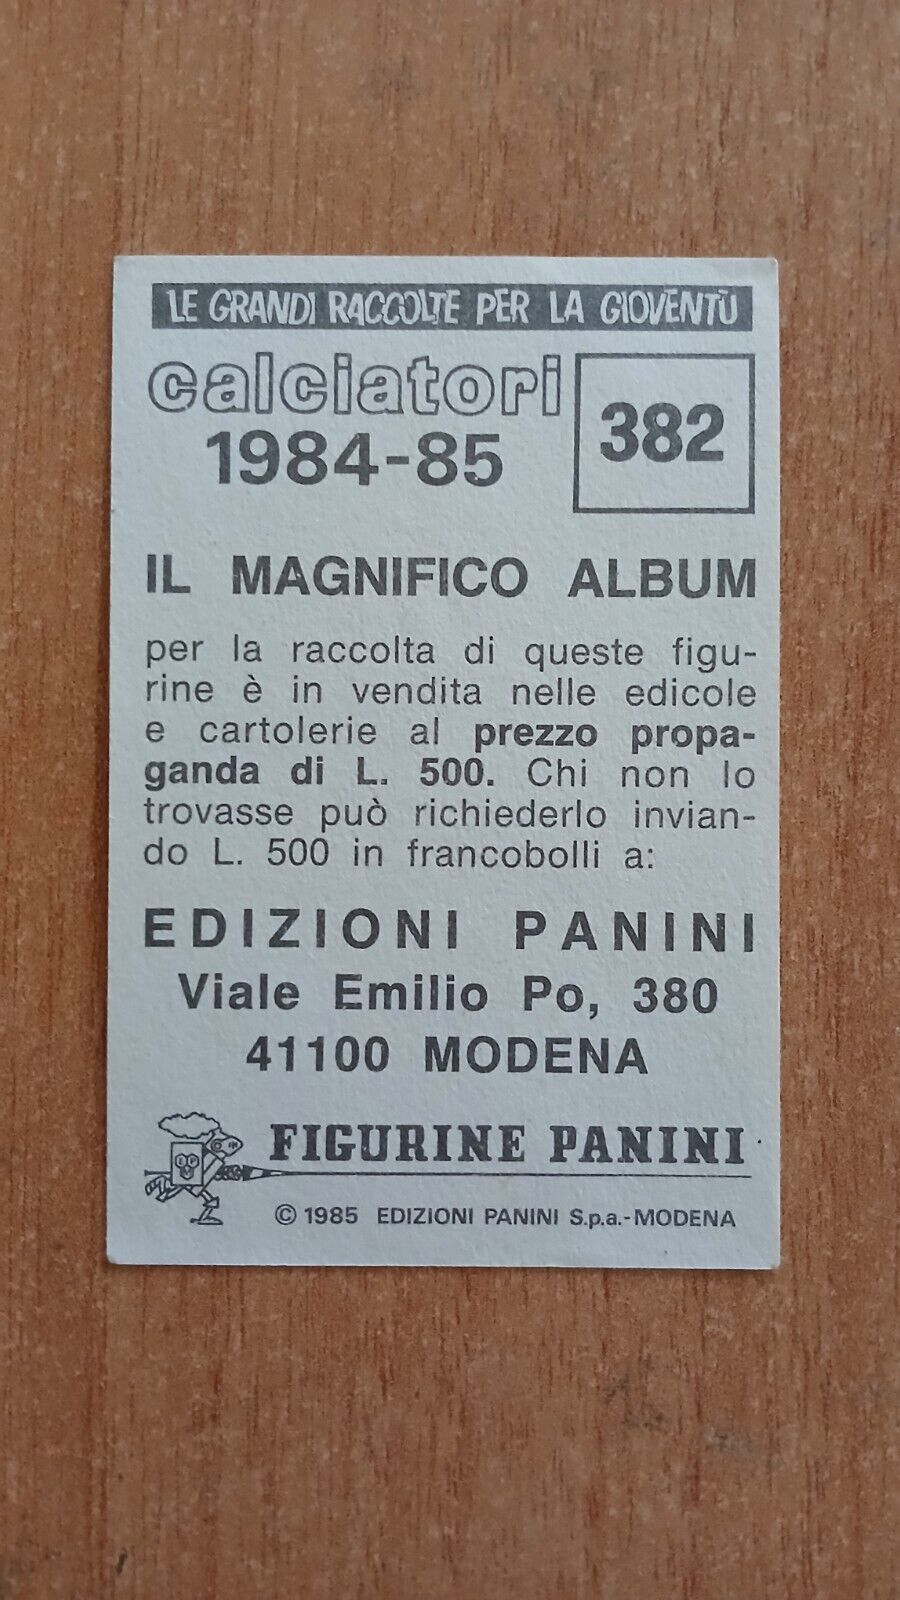 LE GRANDI RACCOLTE PER LA GIOVENTÙ
calciatori
1984-85
382
IL MAGNIFICO ALBUM
per la raccolta di queste figu-
rine è in vendita nelle edicole
e cartolerie al prezzo propa-
ganda di L. 500. Chi non lo
trovasse può richiederlo invian-
do L. 500 in francobolli a:
EDIZIONI PANINI
Viale Emilio Po, 380
41100 MODENA
FIGURINE PANINI
© 1985 EDIZIONI PANINI S.p.a.-MODENA